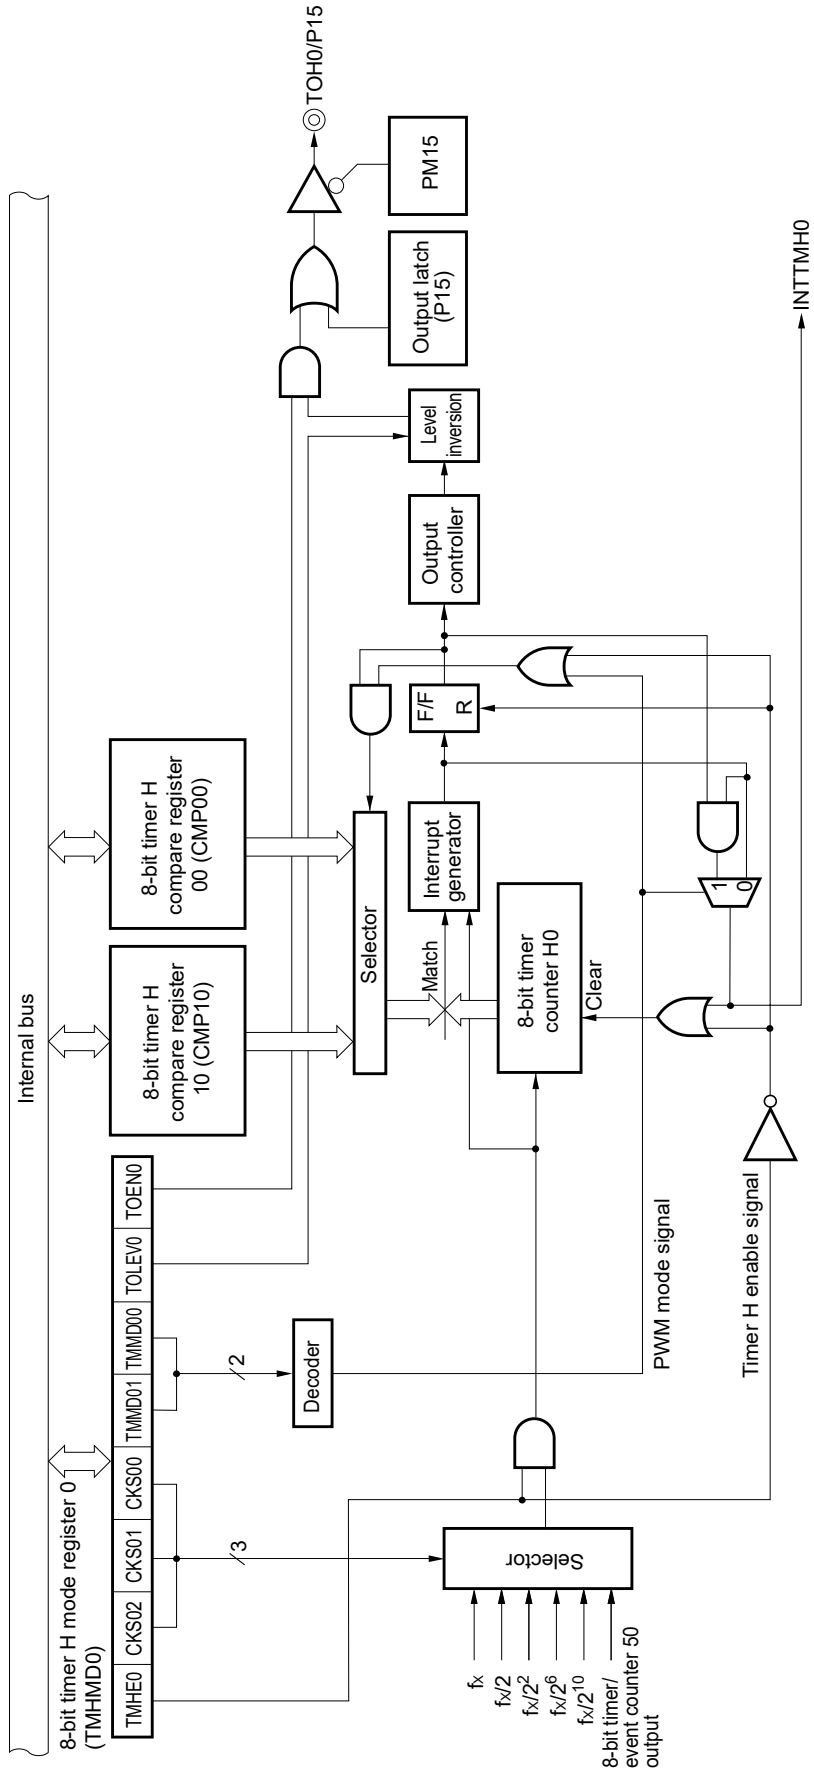 Internal bus
8-bit timer H mode register 0
(TMHMD0)
TMHE0
CKS02
CKS01
CKS00
TMMD01
TMMD00
TOLEV0
TOEN0
8-bit timer H
compare register
10 (CMP10)
8-bit timer H
compare register
00 (CMP00)
3
2
Decoder
Selector
TOH0/P15
PM15
Output latch
(P15)
Level
inversion
Output
controller
F/F
R
Interrupt
generator
Match
8-bit timer
counter H0
Clear
Selector
fX
fX/2
fX/2²
fX/2⁶
fX/2¹⁰
8-bit timer/
event counter 50
output
PWM mode signal
1
0
Timer H enable signal
INTTMH0